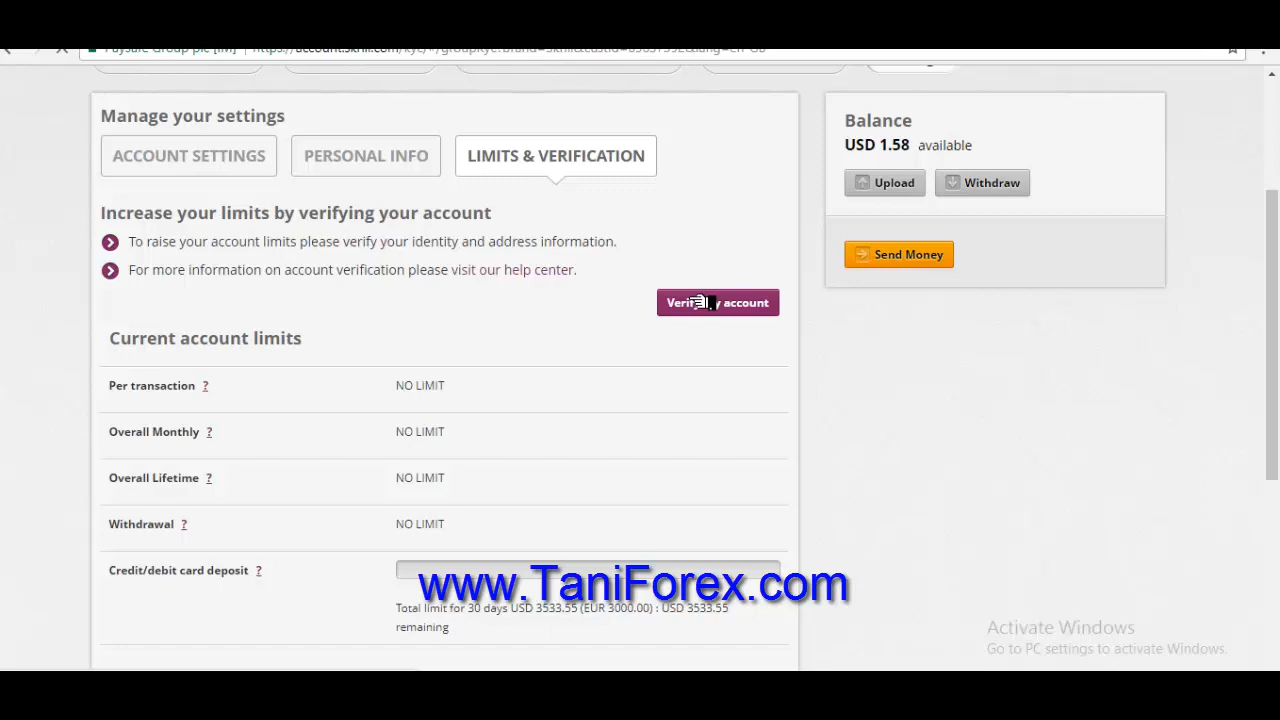 Paysafe Group plc [IM]
Manage your settings
ACCOUNT SETTINGS PERSONAL INFO LIMITS & VERIFICATION
Increase your limits by verifying your account
To raise your account limits please verify your identity and address information.
For more information on account verification please visit our help center.
account
Current account limits
Per transaction ? NO LIMIT
Overall Monthly ? NO LIMIT
Overall Lifetime ? NO LIMIT
Withdrawal ? NO LIMIT
Credit/debit card deposit ?
Total limit for 30 days USD 3533.55 (EUR 3000.00) : USD 3533.55
remaining
Balance
USD 1.58 available
Upload Withdraw
Send Money
www.TaniForex.com
Activate Windows
Go to PC settings to activate Windows.